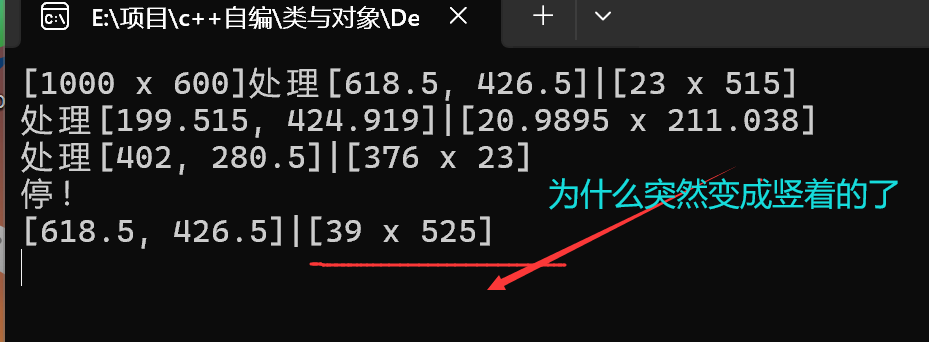 E:\项目\c++自编\类与对象\De
[1000 x 600]处理[618.5, 426.5]|[23 x 515]
处理[199.515, 424.919]|[20.9895 x 211.038]
处理[402, 280.5]|[376 x 23]
停!
为什么突然变成竖着的了
[618.5, 426.5]|[39 x 525]